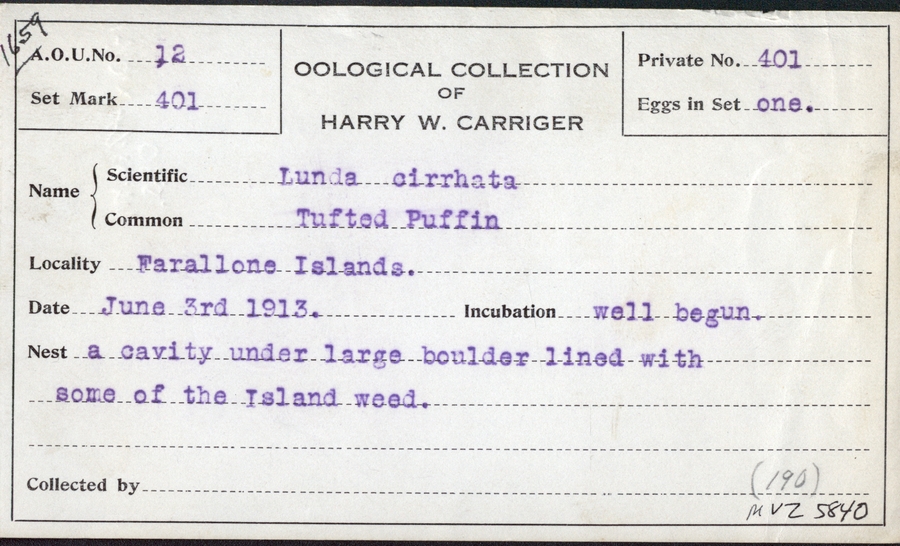 1659
A.O.U.No. 12
Set Mark 401
OOLOGICAL COLLECTION
OF
HARRY W. CARRIGER
Private No. 401
Eggs in Set one.
Name { Scientific Lunda cirrhata
Common Tufted Puffin
Locality Farallone Islands.
Date June 3rd 1913. Incubation well begun.
Nest a cavity under large boulder lined with
some of the Island weed.
Collected by
(190)
MVZ 5840